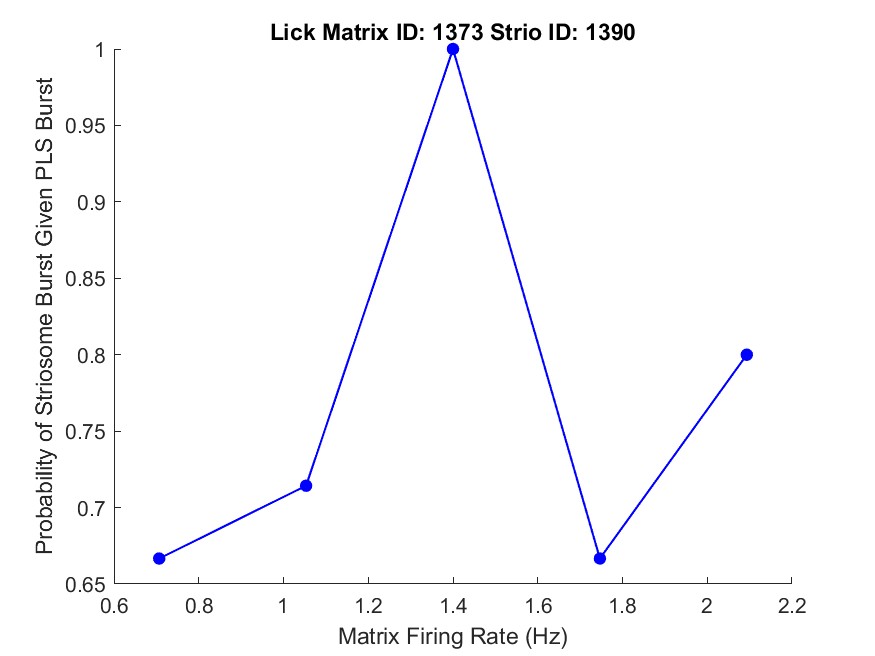 Lick Matrix ID: 1373 Strio ID: 1390
Probability of Striosome Burst Given PLS Burst
1
0.95
0.9
0.85
0.8
0.75
0.7
0.65
0.6 0.8 1 1.2 1.4 1.6 1.8 2 2.2
Matrix Firing Rate (Hz)